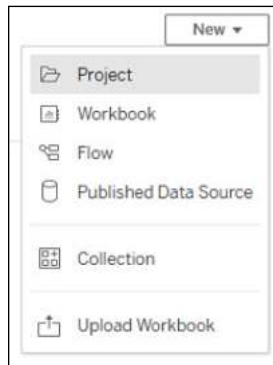 New
Project
Workbook
Flow
Published Data Source
Collection
Upload Workbook